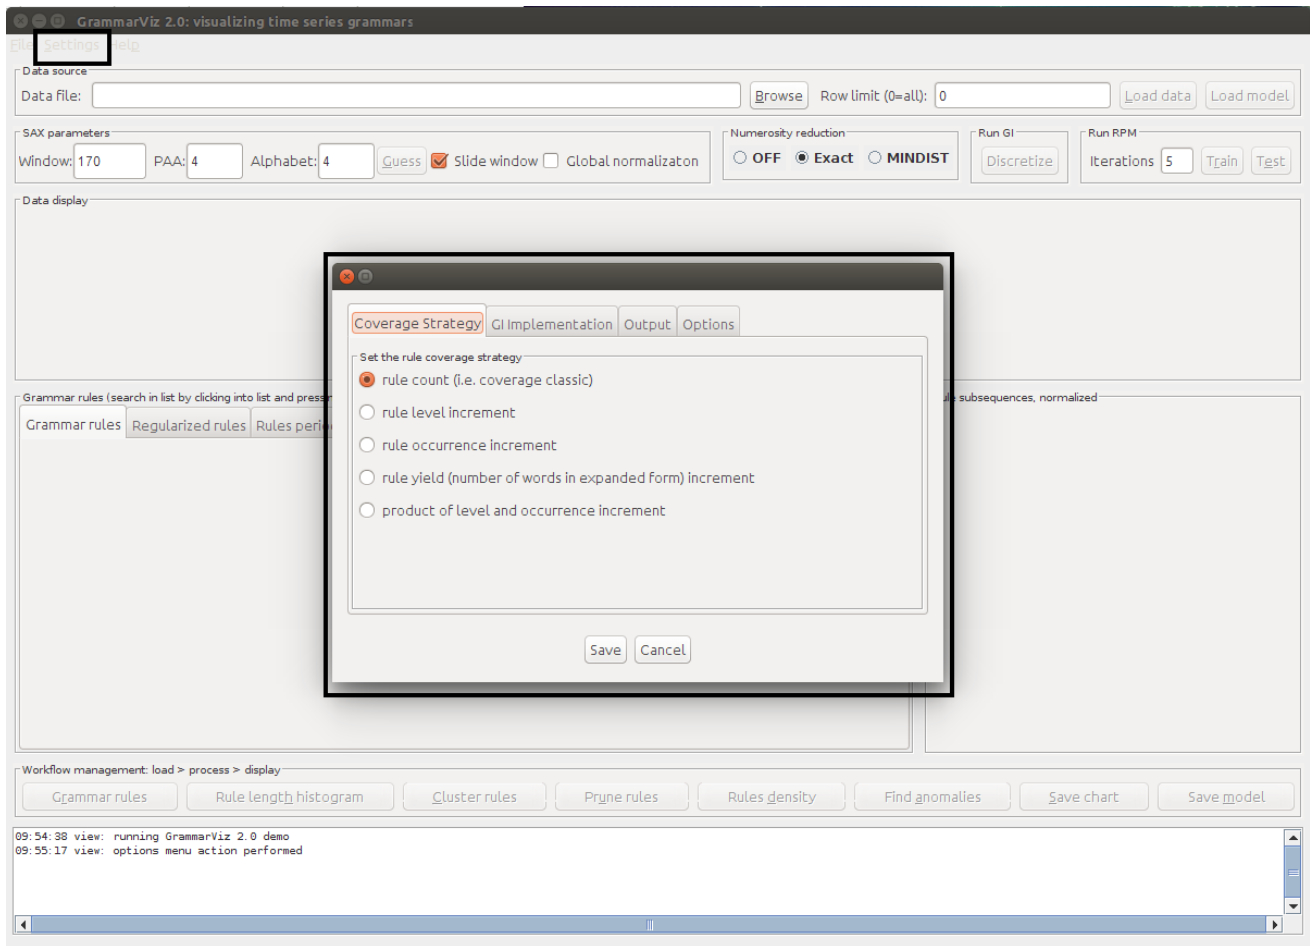 GrammarViz 2.0: visualizing time series grammars
File Settings Help
Data source
Data file: Browse Row limit (0=all): 0 Load data Load model
SAX parameters Numerosity reduction Run GI Run RPM
Window: 170 PAA: 4 Alphabet: 4 Guess Slide window Global normalizaton OFF Exact MINDIST Discretize Iterations 5 Train Test
Data display
Coverage Strategy GI Implementation Output Options
Set the rule coverage strategy
rule count (i.e. coverage classic)
rule level increment
rule occurrence increment
rule yield (number of words in expanded form) increment
product of level and occurrence increment
Save Cancel
Grammar rules (search in list by clicking into list and press subsequences, normalized
Grammar rules Regularized rules Rules
Workflow management: load > process > display
Grammar rules Rule length histogram Cluster rules Prune rules Rules density Find anomalies Save chart Save model
09:54:38 view: running GrammarViz 2.0 demo
09:55:17 view: options menu action performed